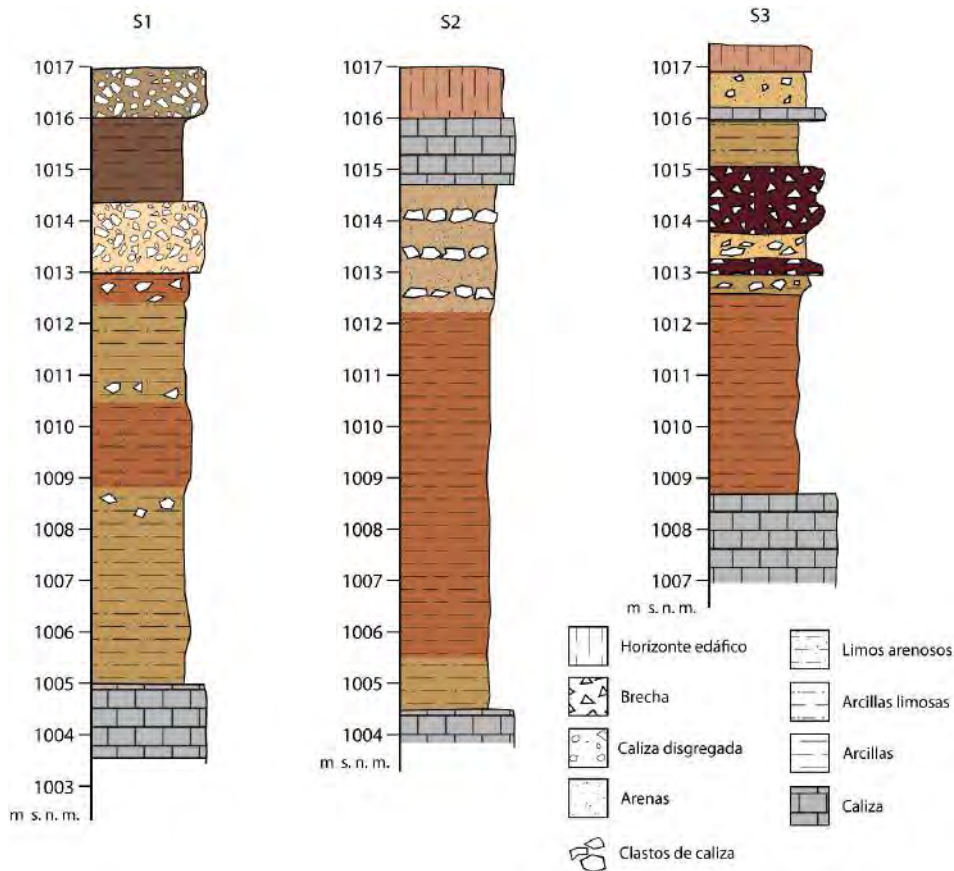 S1
1017
1016
1015
1014
1013
1012
1011
1010
1009
1008
1007
1006
1005
1004
1003
m s. n. m.
S2
1017
1016
1015
1014
1013
1012
1011
1010
1009
1008
1007
1006
1005
1004
m s. n. m.
S3
1017
1016
1015
1014
1013
1012
1011
1010
1009
1008
1007
m s. n. m.
Horizonte edáfico
Brecha
Caliza disgregada
Arenas
Clastos de caliza
Limos arenosos
Arcillas limosas
Arcillas
Caliza